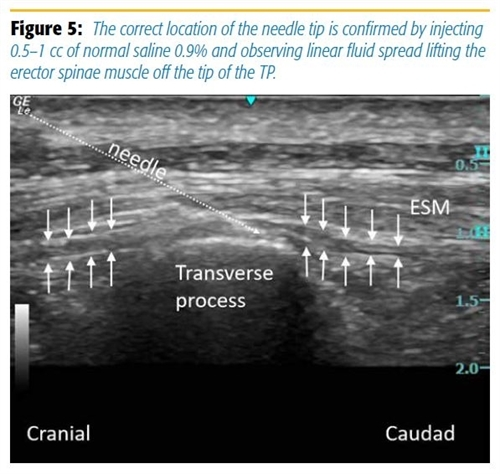 Figure 5: The correct location of the needle tip is confirmed by injecting
0.5–1 cc of normal saline 0.9% and observing linear fluid spread lifting the
erector spinae muscle off the tip of the TP.
GE
needle
0.5
ESM
1.0
Transverse
process
1.5
2.0
Cranial
Caudad